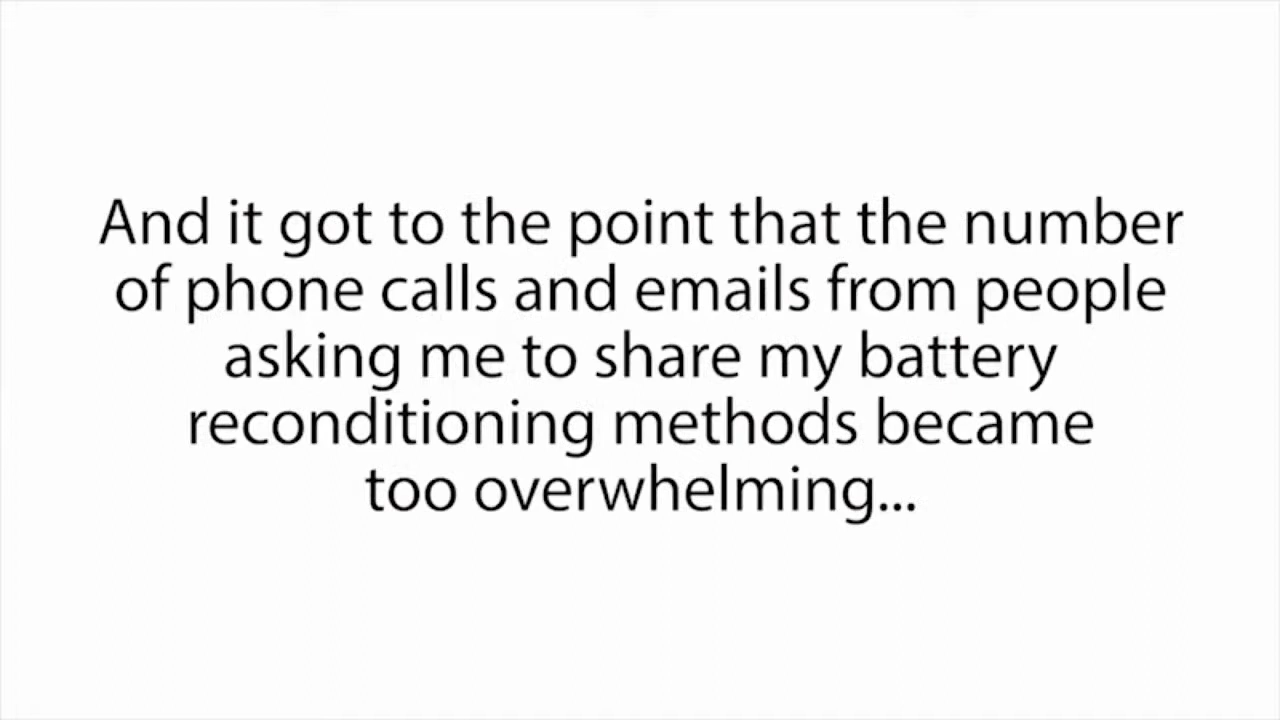 And it got to the point that the number
of phone calls and emails from people
asking me to share my battery
reconditioning methods became
too overwhelming...